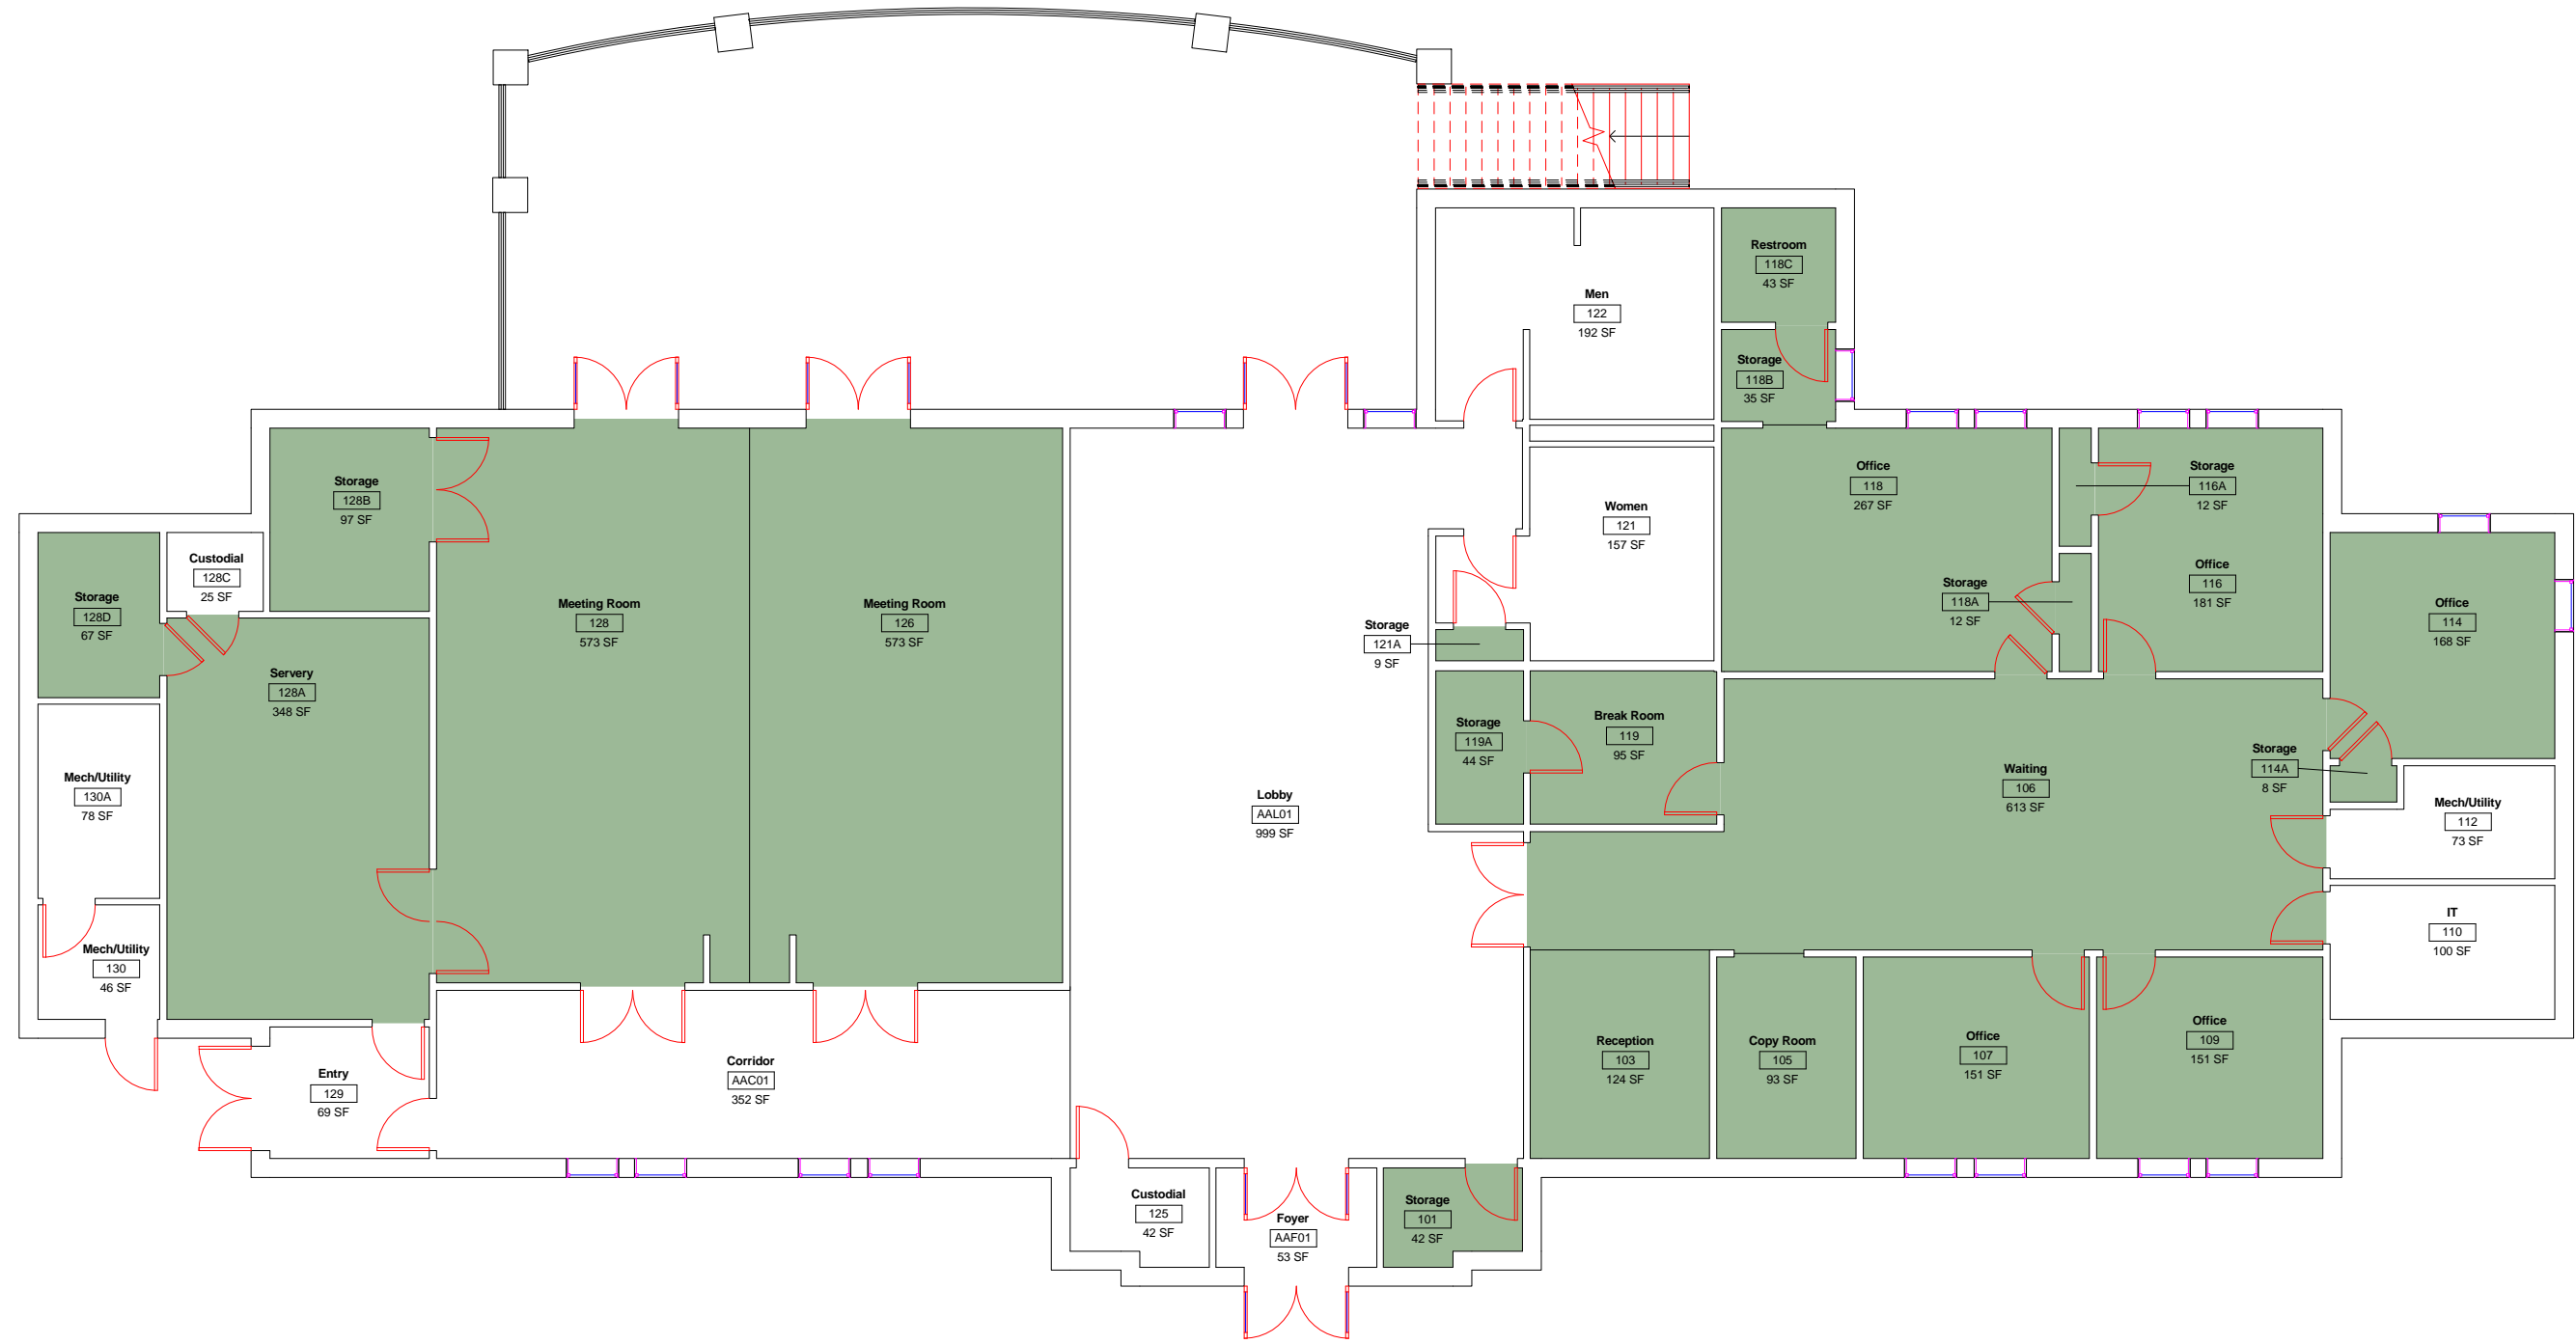 Restroom
118C
43 SF
Men
122
192 SF
Storage
118B
35 SF
Storage
128B
97 SF
Office
118
267 SF
Storage
116A
12 SF
Women
121
157 SF
Custodial
128C
25 SF
Storage
128D
67 SF
Meeting Room
128
573 SF
Meeting Room
126
573 SF
Storage
118A
12 SF
Office
116
181 SF
Office
114
168 SF
Storage
121A
9 SF
Servery
128A
348 SF
Storage
119A
44 SF
Break Room
119
95 SF
Waiting
106
613 SF
Storage
114A
8 SF
Mech/Utility
130A
78 SF
Lobby
AAL01
999 SF
Mech/Utility
112
73 SF
Mech/Utility
130
46 SF
IT
110
100 SF
Entry
129
69 SF
Corridor
AAC01
352 SF
Reception
103
124 SF
Copy Room
105
93 SF
Office
107
151 SF
Office
109
151 SF
Custodial
125
42 SF
Foyer
AAF01
53 SF
Storage
101
42 SF